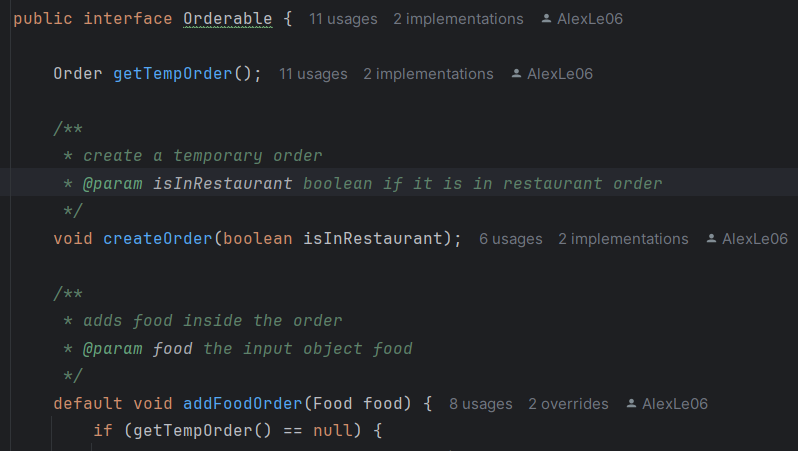 public interface Orderable { 11 usages 2 implementations AlexLe06
Order getTempOrder(); 11 usages 2 implementations AlexLe06
/**
* create a temporary order
* @param isInRestaurant boolean if it is in restaurant order
*/
void createOrder(boolean isInRestaurant); 6 usages 2 implementations AlexLe06
/**
* adds food inside the order
* @param food the input object food
*/
default void addFoodOrder(Food food) { 8 usages 2 overrides AlexLe06
if (getTempOrder() == null) {